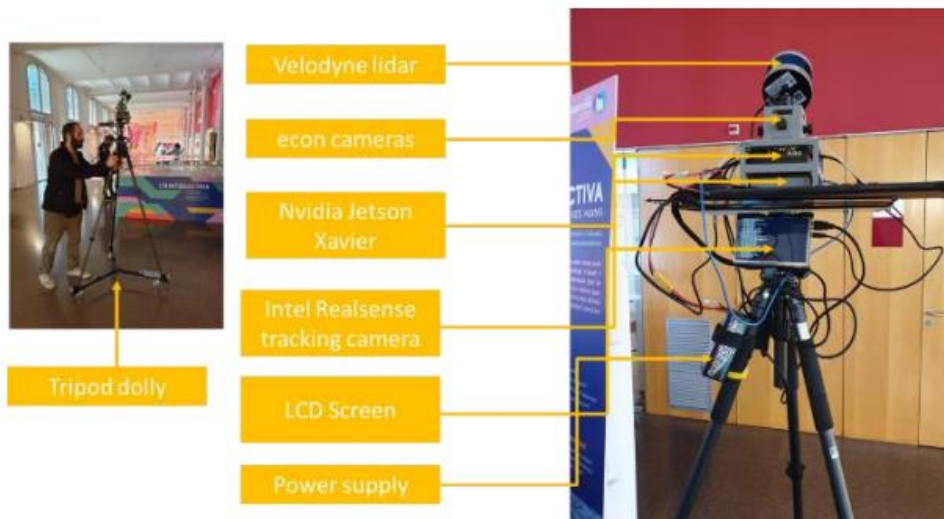 Velodyne lidar
econ cameras
Nvidia Jetson
Xavier
Intel Realsense
tracking camera
Tripod dolly
LCD Screen
Power supply
CTIVA